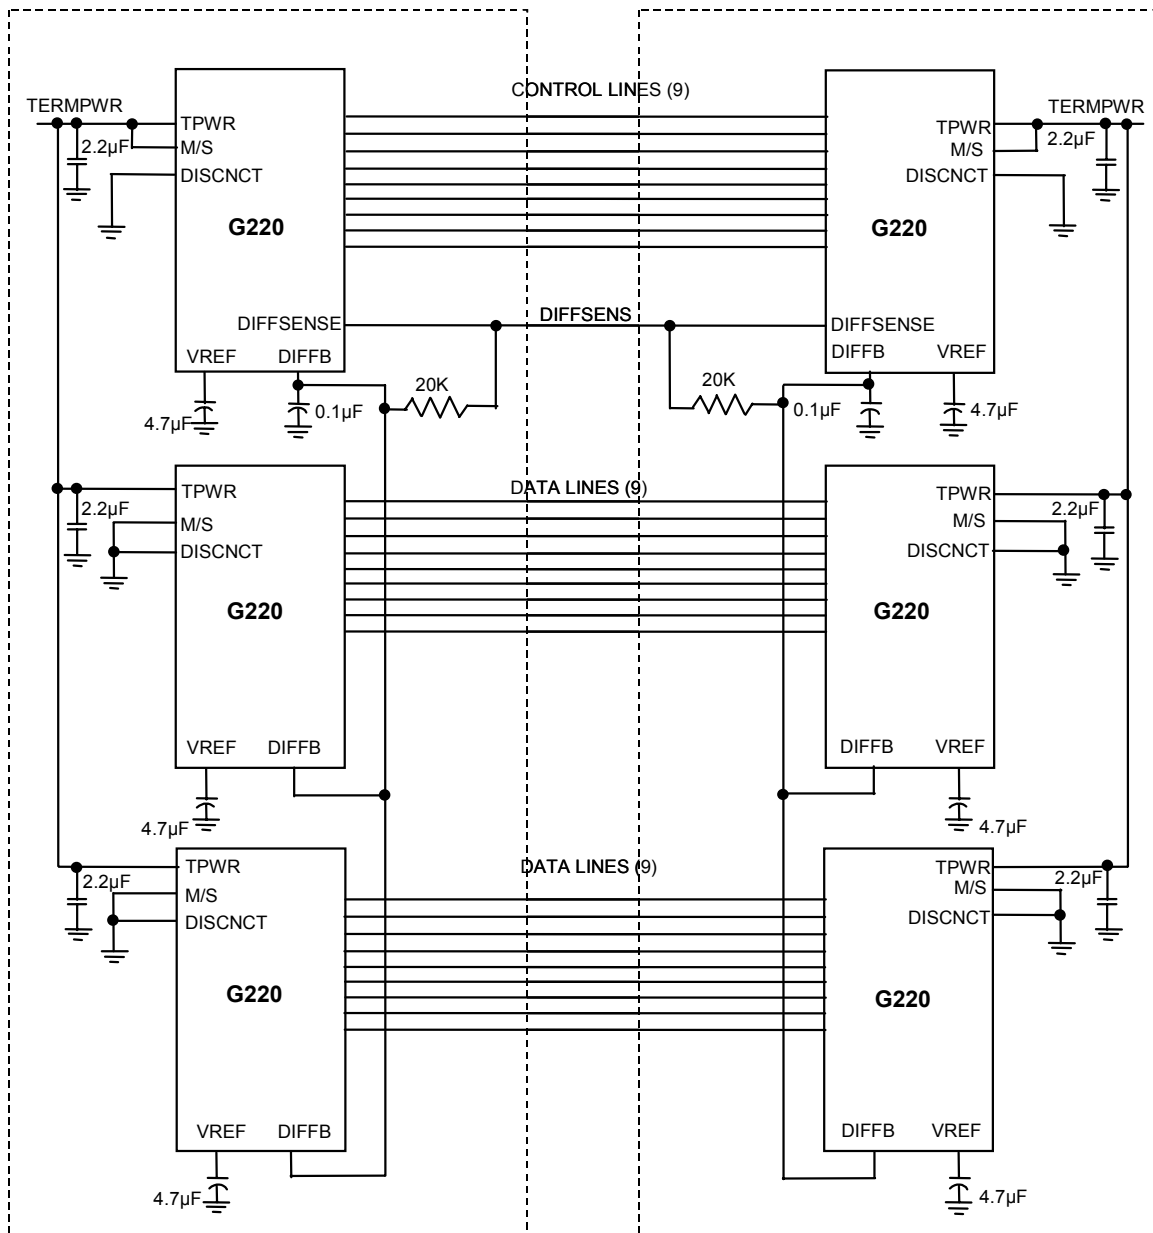 CONTROL LINES (9)
TERMPWR
TPWR
2.2µF
M/S
DISCNCT
G220
DIFFSENSE
VREF
DIFFB
4.7µF
0.1µF
20K
DIFFSENS
TERMPWR
TPWR
2.2µF
M/S
DISCNCT
G220
DIFFSENSE
DIFFB
VREF
20K
0.1µF
4.7µF
DATA LINES (9)
TPWR
2.2µF
M/S
DISCNCT
G220
VREF
DIFFB
4.7µF
TPWR
2.2µF
M/S
DISCNCT
G220
DIFFB
VREF
4.7µF
DATA LINES (9)
TPWR
2.2µF
M/S
DISCNCT
G220
VREF
DIFFB
4.7µF
TPWR
2.2µF
M/S
DISCNCT
G220
DIFFB
VREF
4.7µF